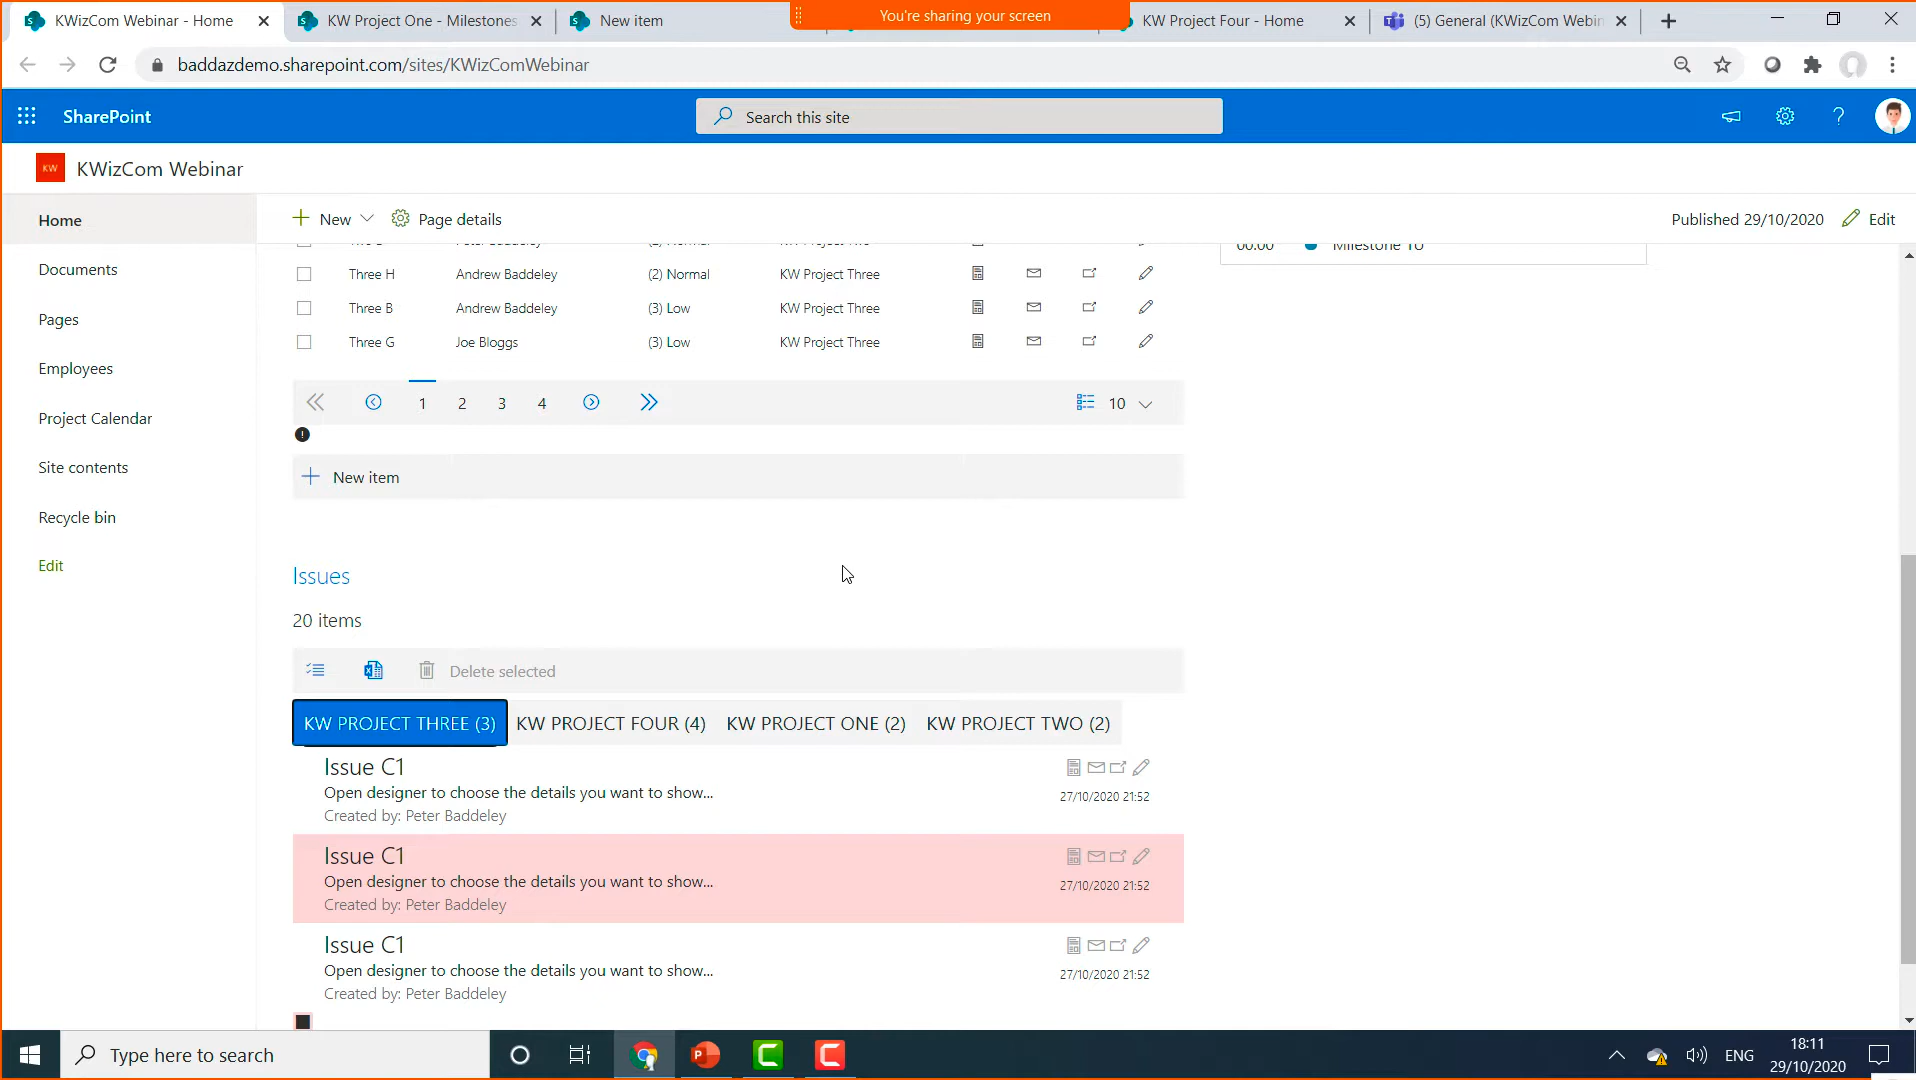 KWizCom Webinar - Home
KW Project One - Milestones
New item
You're sharing your screen
KW Project Four - Home
(5) General (KWizCom Webin
baddazdemo.sharepoint.com/sites/KWizComWebinar
SharePoint
Search this site
KW
KWizCom Webinar
Home
Documents
Pages
Employees
Project Calendar
Site contents
Recycle bin
Edit
New
Page details
Published 29/10/2020
Edit
00:00 Milestone TO
Three H Andrew Baddeley (2) Normal KW Project Three
Three B Andrew Baddeley (3) Low KW Project Three
Three G Joe Bloggs (3) Low KW Project Three
1 2 3 4 10
New item
Issues
20 items
Delete selected
KW PROJECT THREE (3) KW PROJECT FOUR (4) KW PROJECT ONE (2) KW PROJECT TWO (2)
Issue C1
Open designer to choose the details you want to show...
27/10/2020 21:52
Created by: Peter Baddeley
Issue C1
Open designer to choose the details you want to show...
27/10/2020 21:52
Created by: Peter Baddeley
Issue C1
Open designer to choose the details you want to show...
27/10/2020 21:52
Created by: Peter Baddeley
Type here to search
ENG
18:11
29/10/2020